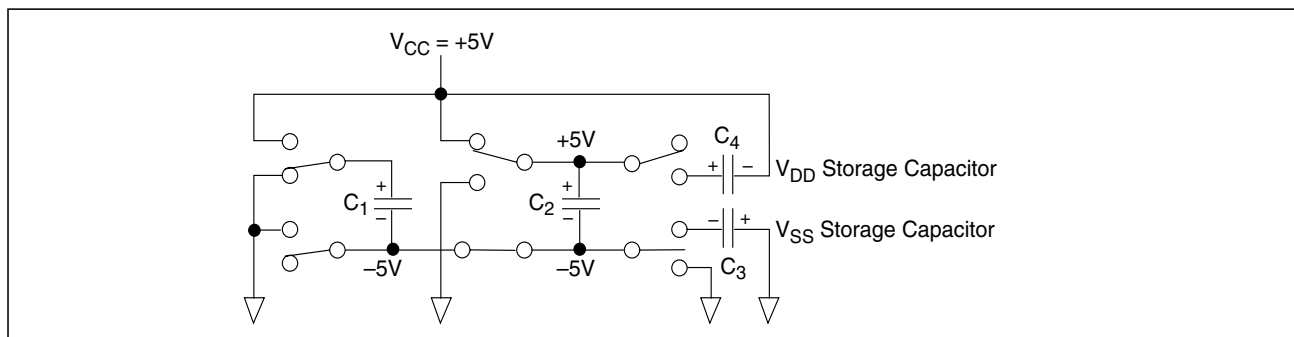 V_CC = +5V
+5V
C_4
+ −
V_DD Storage Capacitor
+
C_1
−
+
C_2
−
− +
V_SS Storage Capacitor
C_3
−5V
−5V